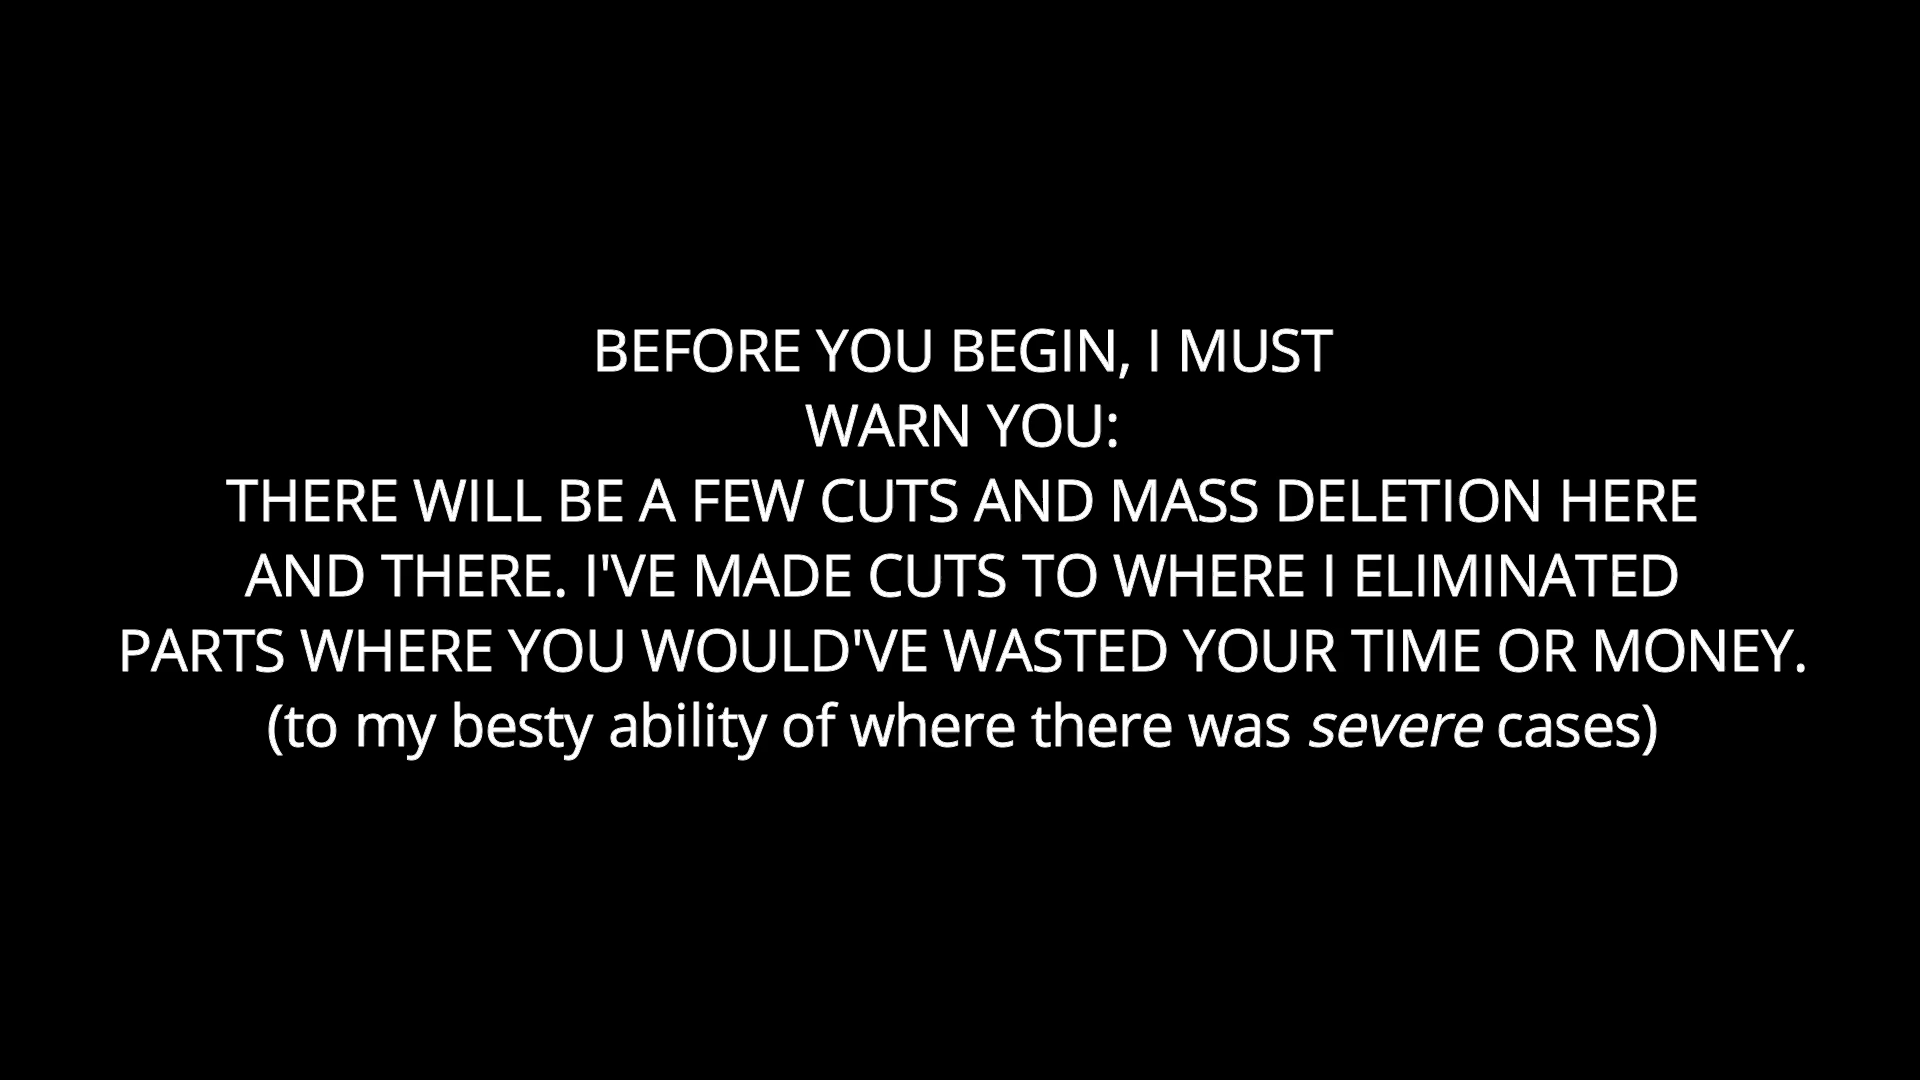 BEFORE YOU BEGIN, I MUST
WARN YOU:
THERE WILL BE A FEW CUTS AND MASS DELETION HERE
AND THERE. I'VE MADE CUTS TO WHERE I ELIMINATED
PARTS WHERE YOU WOULD'VE WASTED YOUR TIME OR MONEY.
(to my besty ability of where there was severe cases)